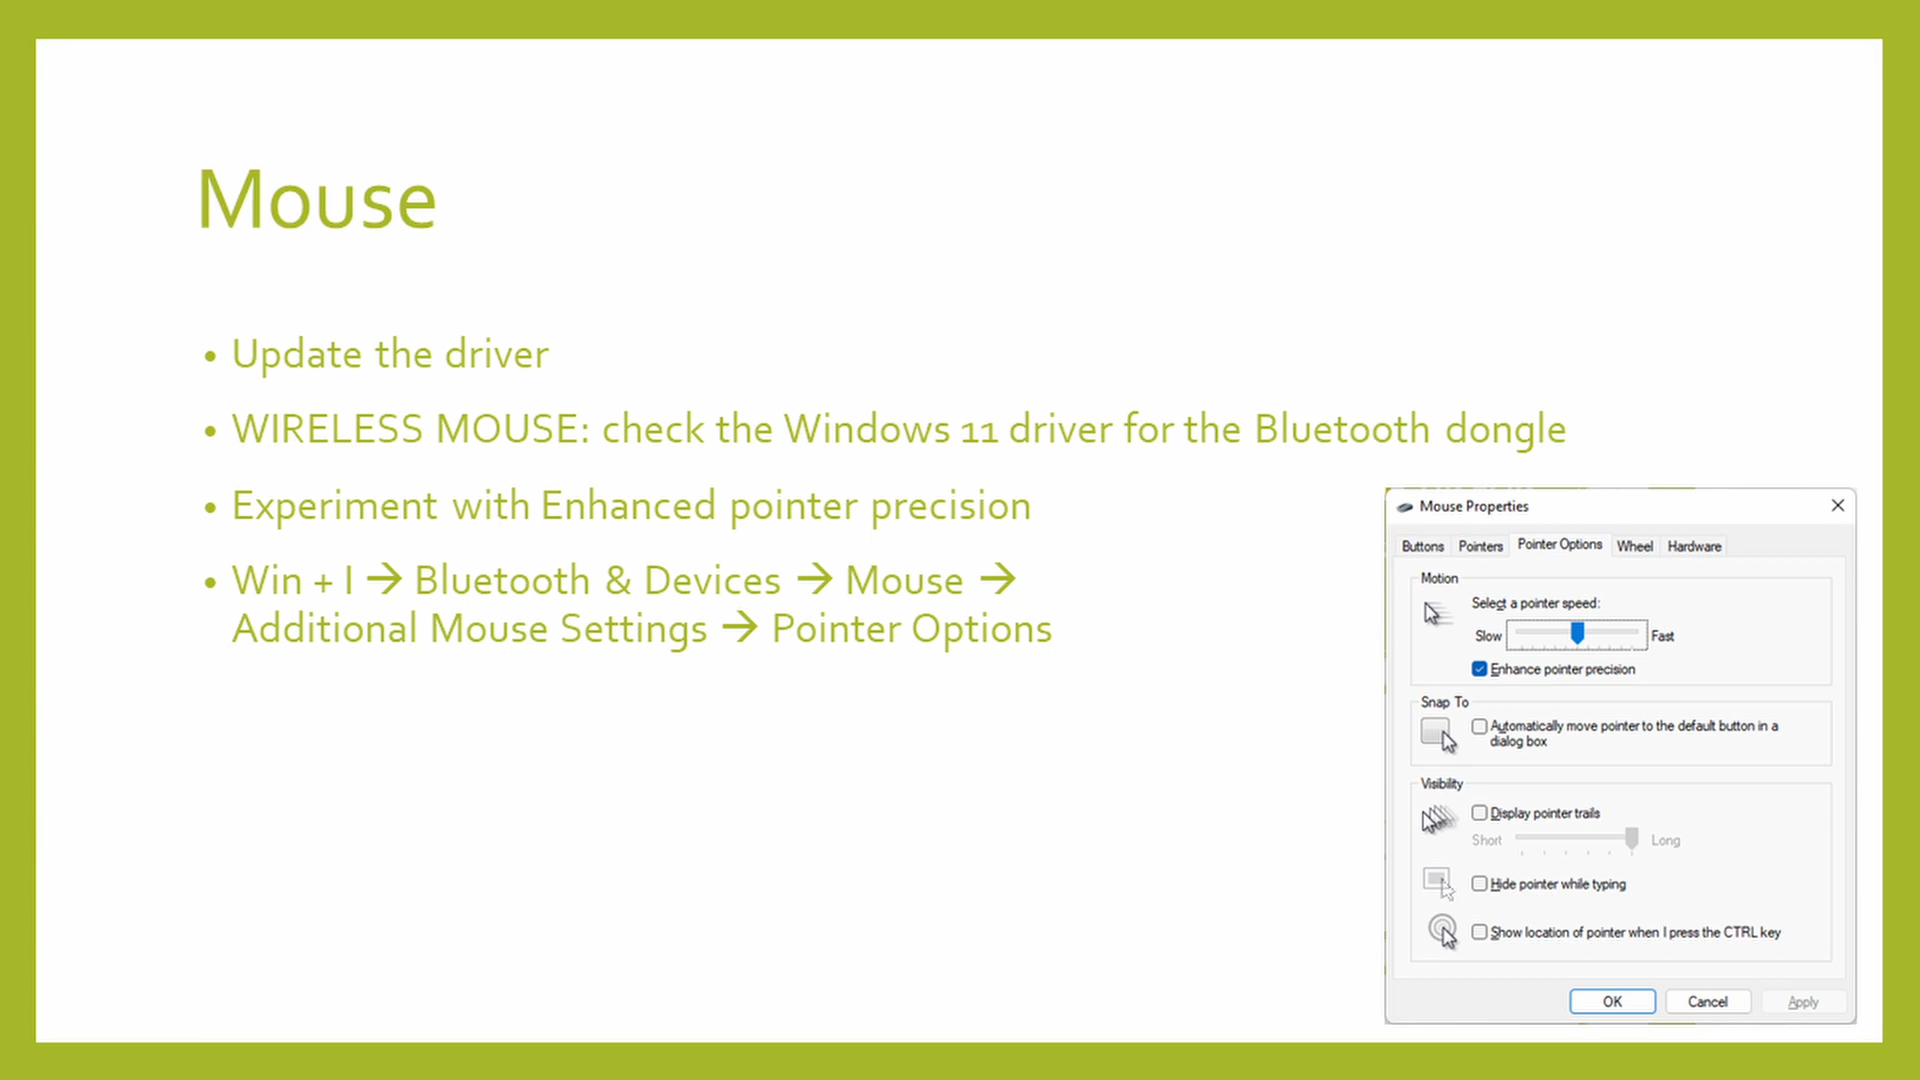 Mouse
• Update the driver
• WIRELESS MOUSE: check the Windows 11 driver for the Bluetooth dongle
• Experiment with Enhanced pointer precision
• Win + I → Bluetooth & Devices → Mouse →
Additional Mouse Settings → Pointer Options
Mouse Properties
Buttons Pointers Pointer Options Wheel Hardware
Motion
Select a pointer speed:
Slow Fast
Enhance pointer precision
Snap To
Automatically move pointer to the default button in a
dialog box
Visibility
Display pointer trails
Short Long
Hide pointer while typing
Show location of pointer when I press the CTRL key
OK Cancel Apply